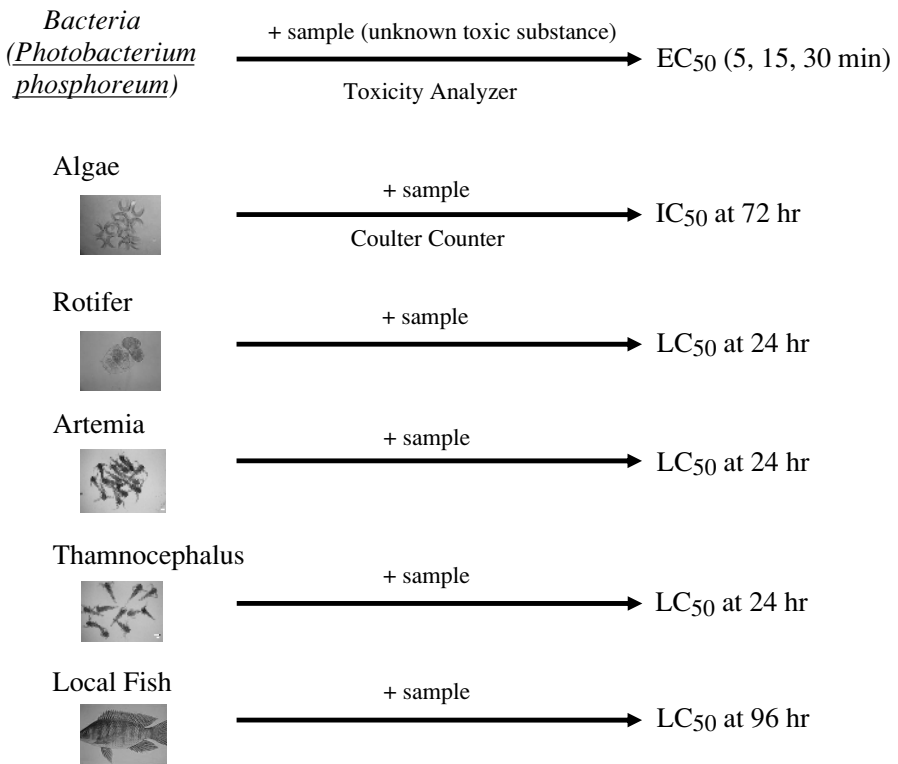 Bacteria
(Photobacterium
phosphoreum)
+ sample (unknown toxic substance)
Toxicity Analyzer
EC50 (5, 15, 30 min)
Algae
+ sample
Coulter Counter
IC50 at 72 hr
Rotifer
+ sample
LC50 at 24 hr
Artemia
+ sample
LC50 at 24 hr
Thamnocephalus
+ sample
LC50 at 24 hr
Local Fish
+ sample
LC50 at 96 hr